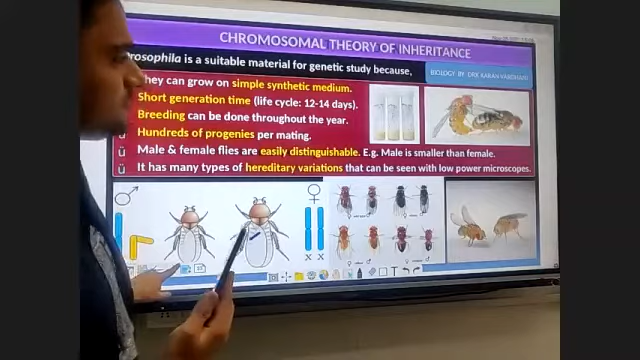 CHROMOSOMAL THEORY OF INHERITANCE
rosophila is a suitable material for genetic study because,
BIOLOGY BY
hey can grow on simple synthetic medium.
Short generation time (life cycle: 12-14 days).
Breeding can be done throughout the year.
Hundreds of progenies per mating.
ü Male & female flies are easily distinguishable. E.g. Male is smaller than female.
ü It has many types of hereditary variations that can be seen with low power microscopes.
♂
♀
X X